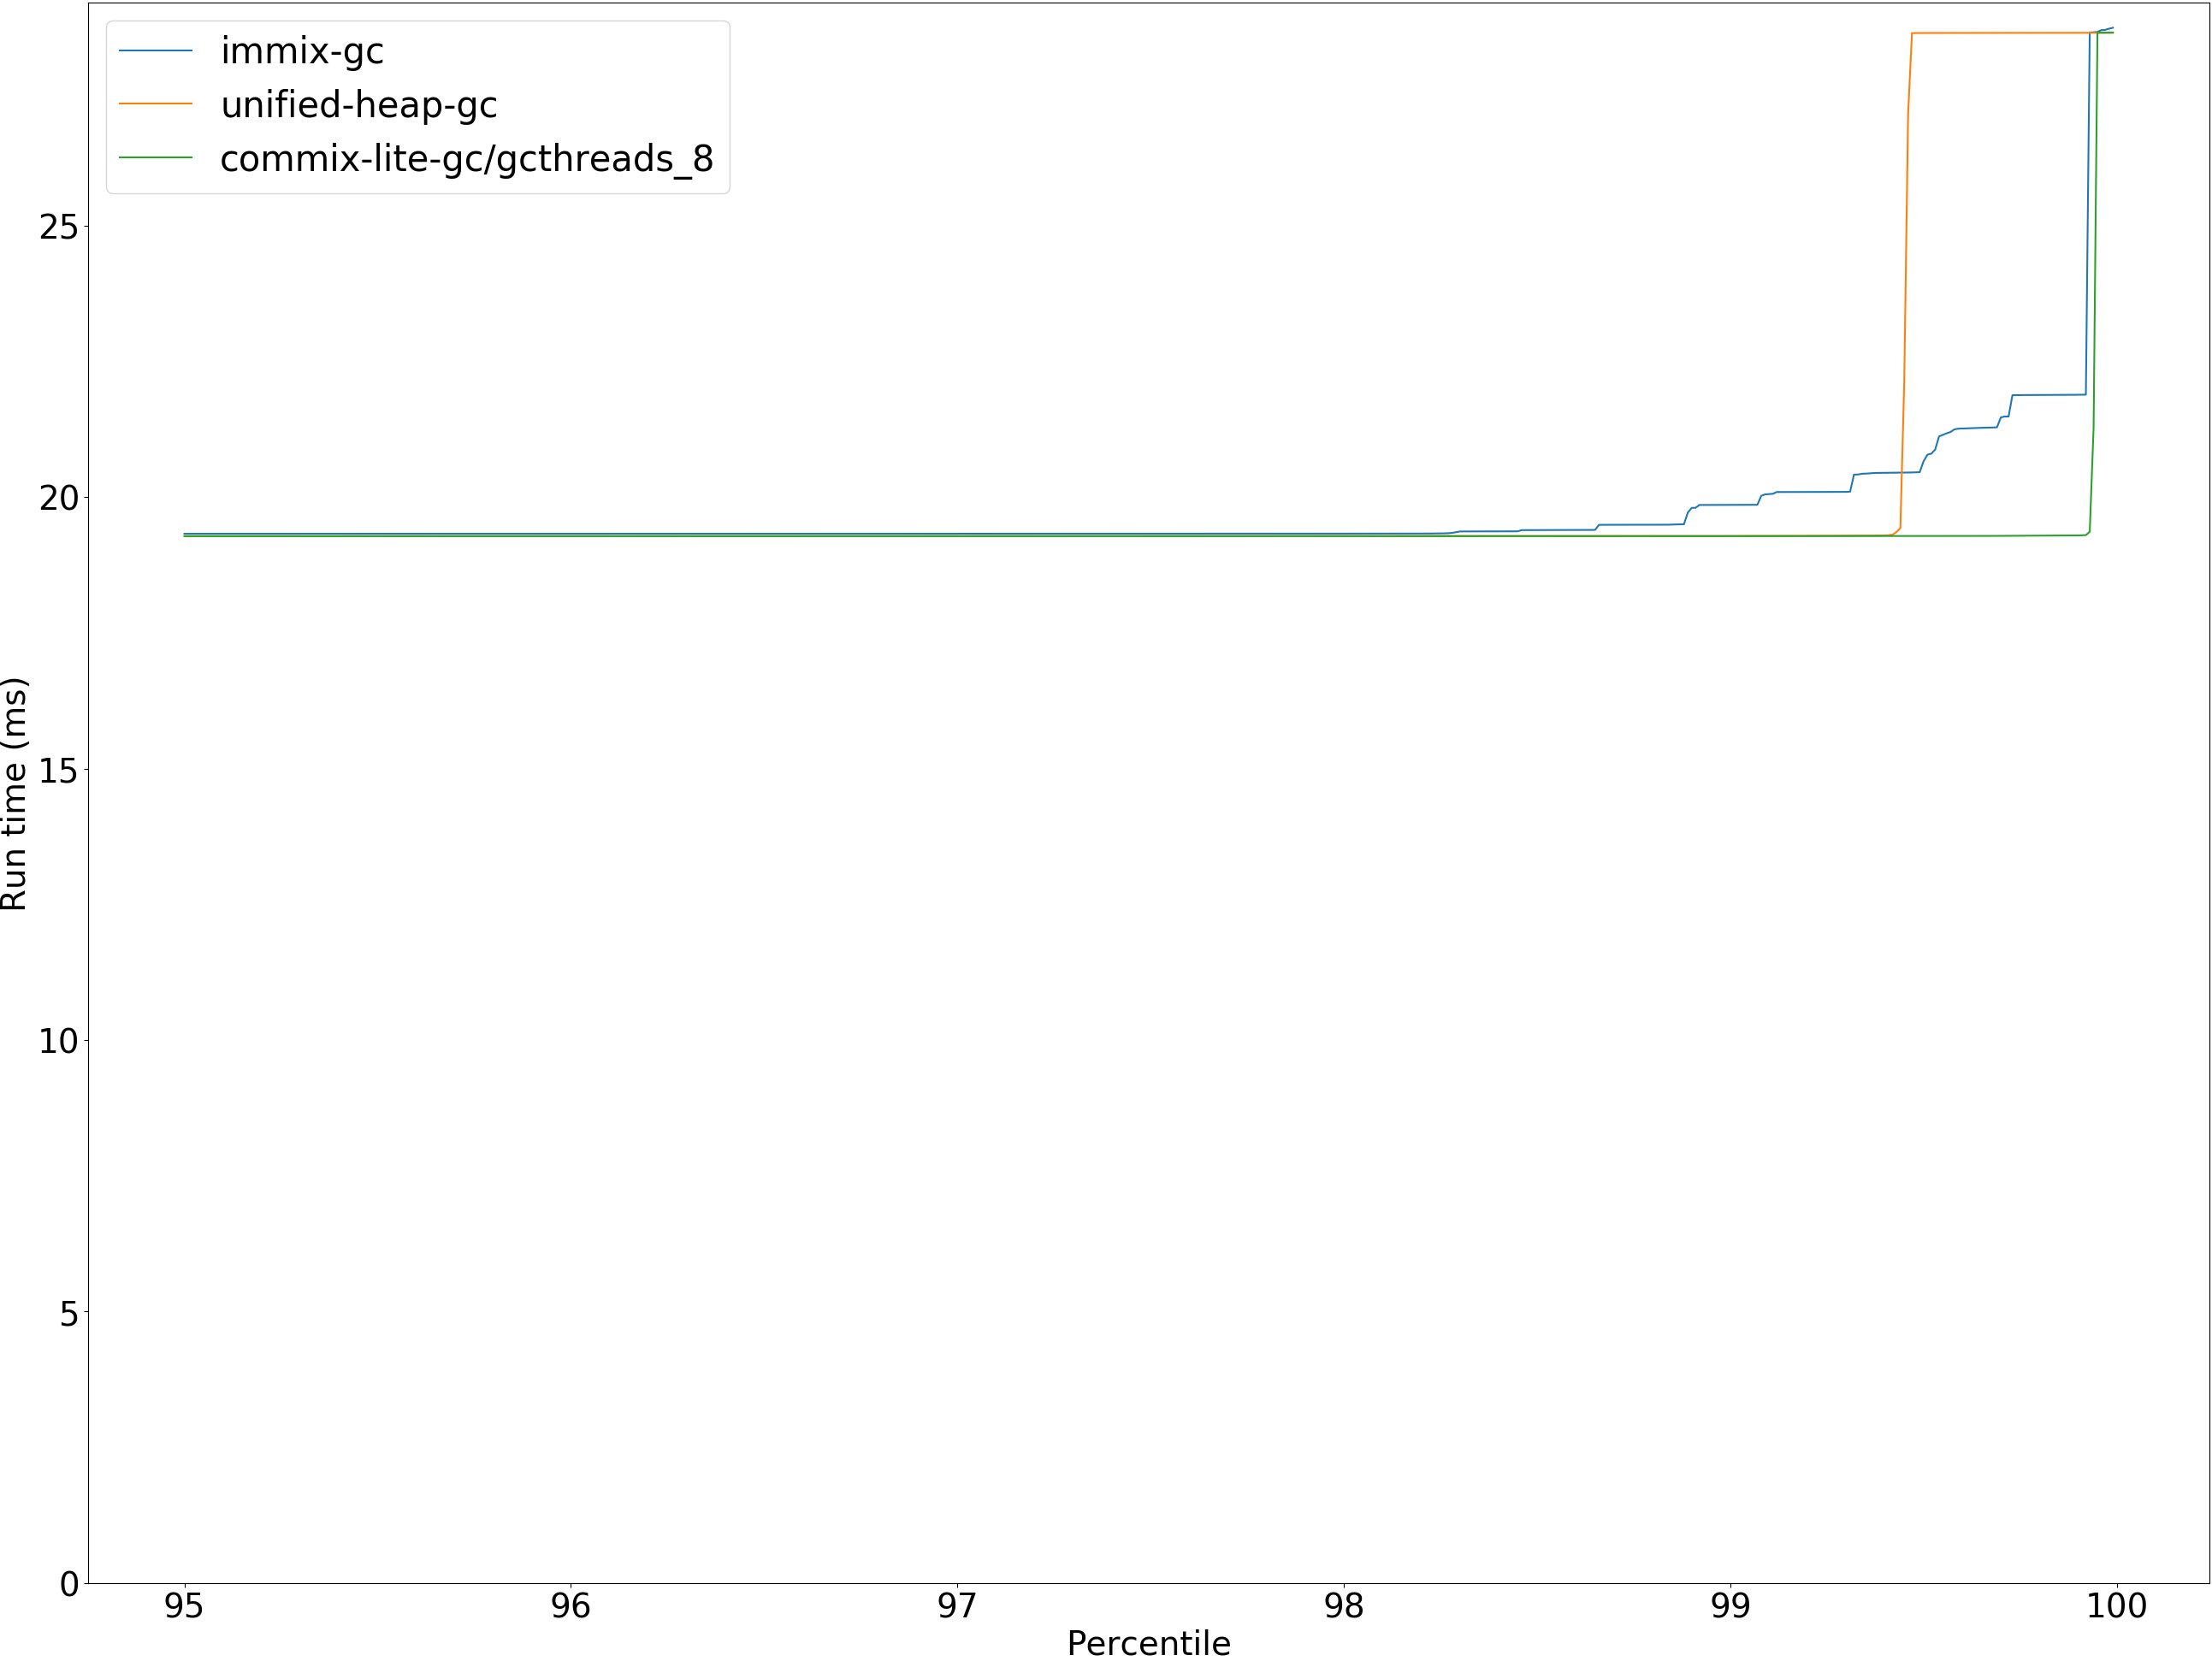 immix-gc
unified-heap-gc
commix-lite-gc/gcthreads_8
25
20
15
10
5
0
Run time (ms)
95 96 97 98 99 100
Percentile